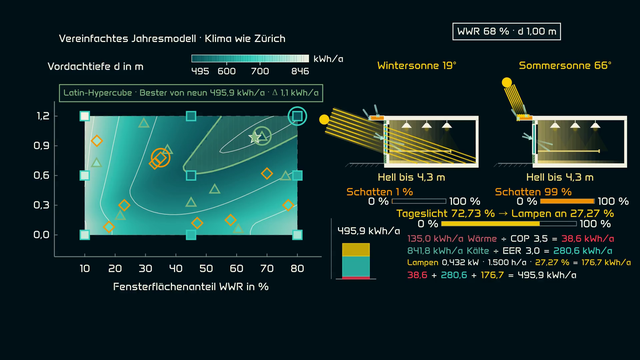 WWR 68 % · d 1,00 m
Vereinfachtes Jahresmodell · Klima wie Zürich
Vordachtiefe d in m
kWh/a
495 600 700 846
Latin-Hypercube · Bester von neun 495,9 kWh/a · Δ 1,1 kWh/a
1,2
0,9
0,6
0,3
0,0
10 20 30 40 50 60 70 80
Fensterflächenanteil WWR in %
Wintersonne 19°
Sommersonne 66°
Hell bis 4,3 m
Hell bis 4,3 m
Schatten 1 %
0 % 100 %
Schatten 99 %
0 % 100 %
Tageslicht 72,73 % → Lampen an 27,27 %
0 % 100 %
495,9 kWh/a
135,0 kWh/a Wärme ÷ COP 3,5 = 38,6 kWh/a
841,8 kWh/a Kälte ÷ EER 3,0 = 280,6 kWh/a
Lampen 0,432 kW · 1.500 h/a · 27,27 % = 176,7 kWh/a
38,6 + 280,6 + 176,7 = 495,9 kWh/a